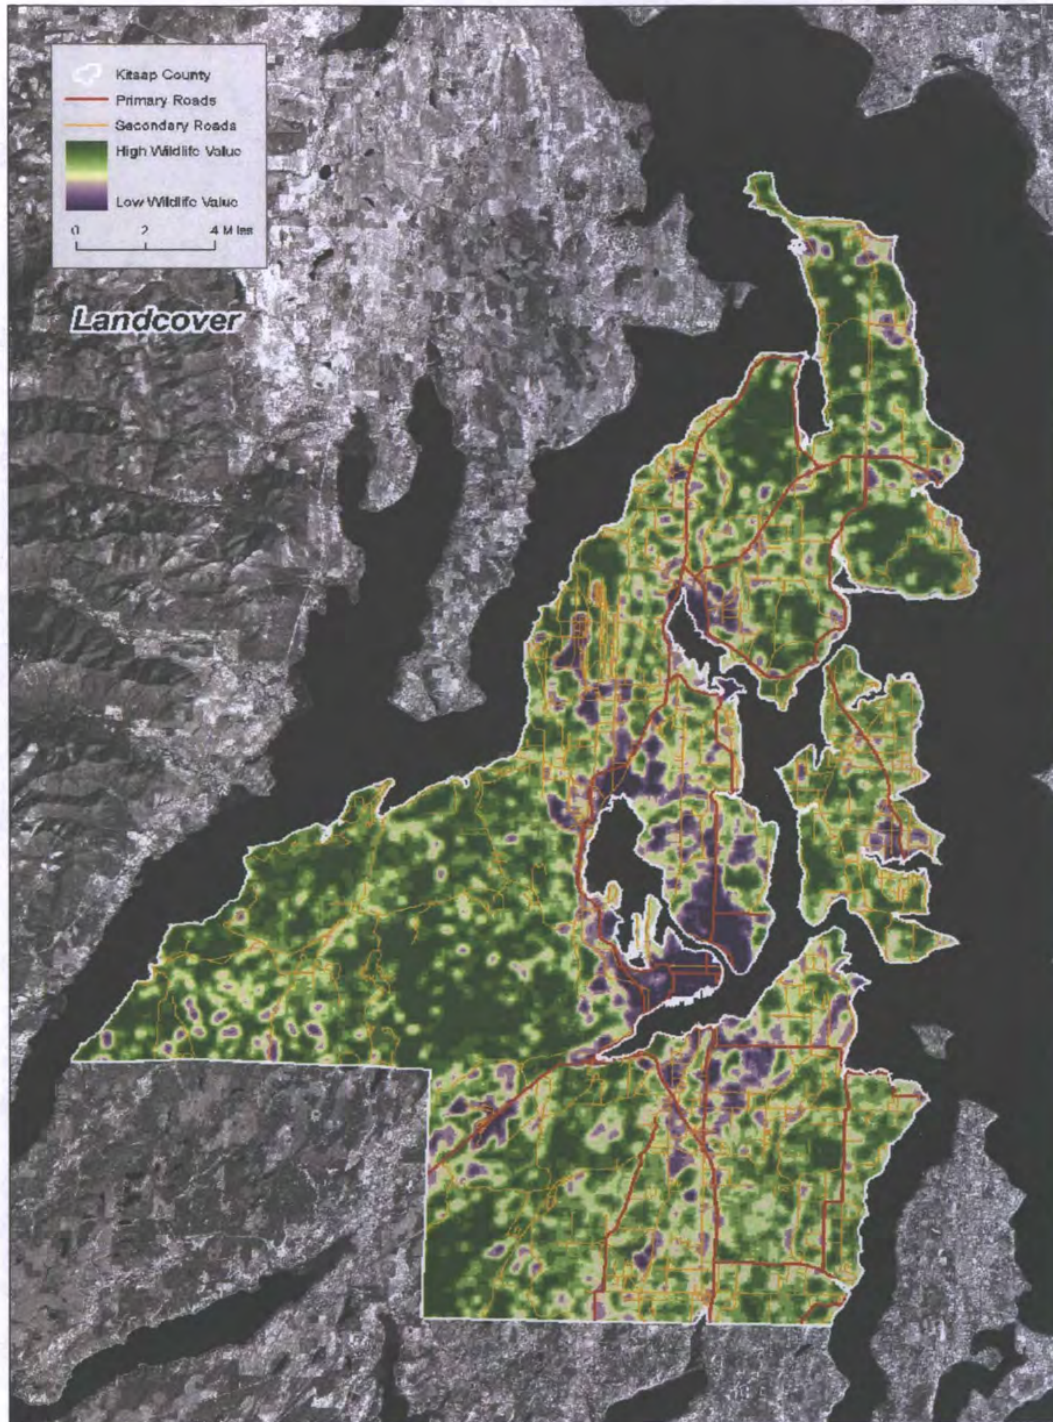 Kitsap County
Primary Roads
Secondary Roads
High Wildlife Value
Low Wildlife Value
0 2 4 Miles
Landcover